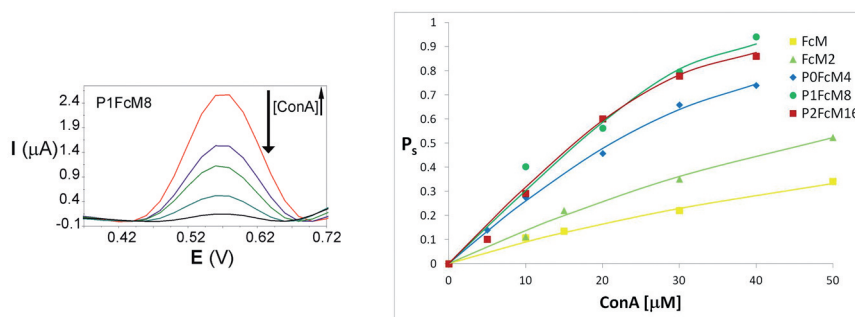 P1FcM8
[ConA]
I (µA)
2.4
1.9
1.4
0.4
-0.1
0.42
0.52
0.62
0.72
E (V)
Ps
1
0.9
0.8
0.7
0.6
0.5
0.4
0.3
0.2
0.1
0
0
10
20
30
40
50
ConA [µM]
FcM
FcM2
P0FcM4
P1FcM8
P2FcM16